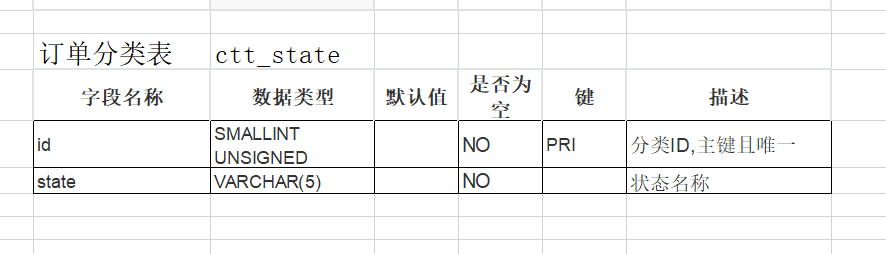 订单分类表 ctt_state
字段名称 数据类型 默认值 是否为空 键 描述
id SMALLINT UNSIGNED NO PRI 分类ID,主键且唯一
state VARCHAR(5) NO 状态名称